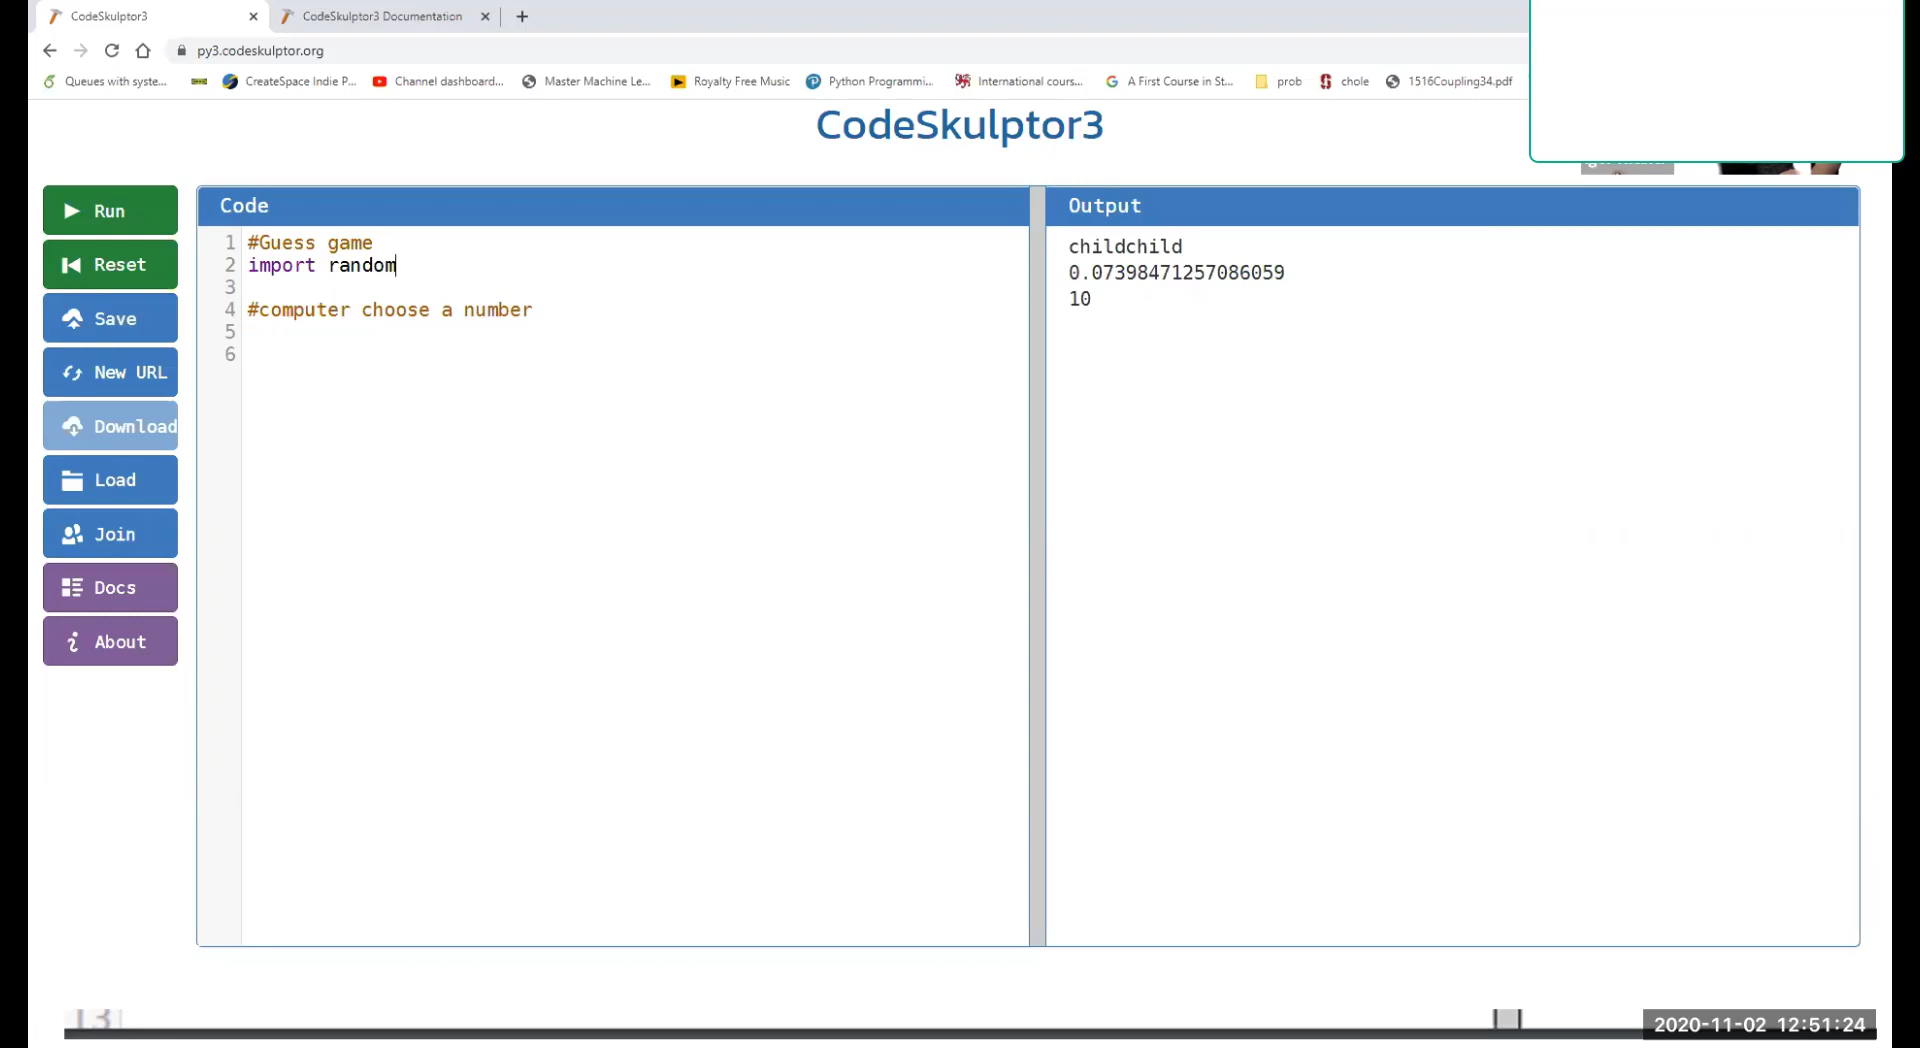 CodeSkulptor3
CodeSkulptor3 Documentation
py3.codeskulptor.org
Queues with syste...
CreateSpace Indie P...
Channel dashboard...
Master Machine Le...
Royalty Free Music
Python Programmi...
International cours...
A First Course in St...
prob
chole
1516Coupling34.pdf
CodeSkulptor3
Run
Reset
Save
New URL
Download
Load
Join
Docs
About
Code
1 #Guess game
2 import random
3
4 #computer choose a number
5
6
Output
childchild
0.07398471257086059
10
13
2020-11-02 12:51:24